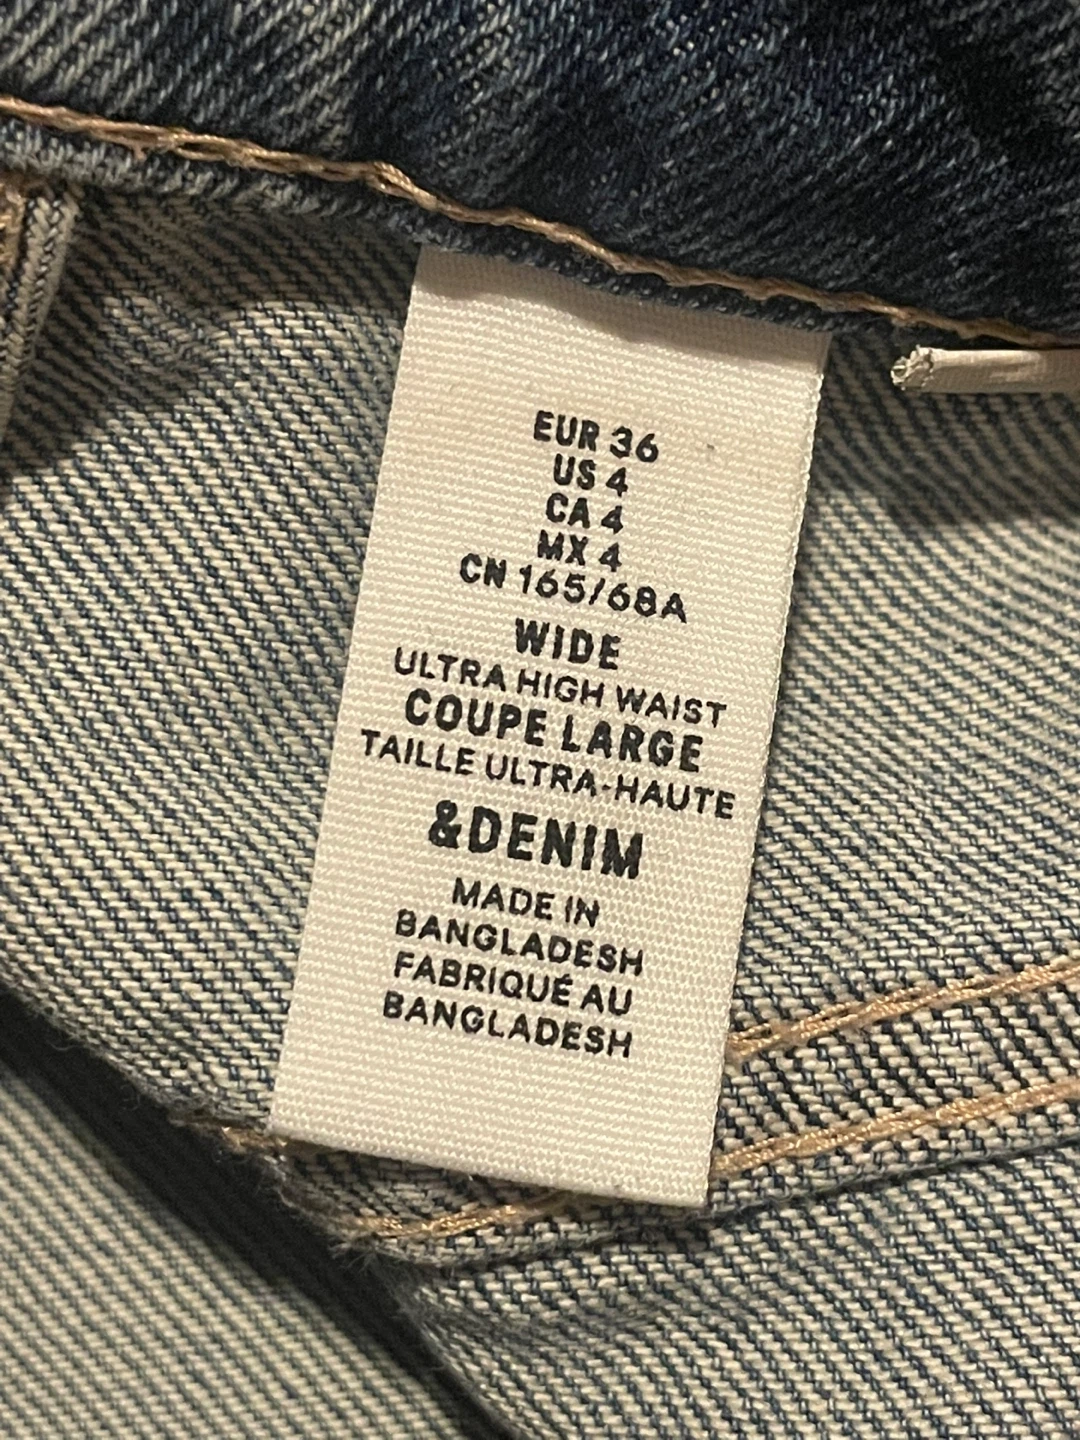 EUR 36
US 4
CA 4
MX 4
CN 165/68A
WIDE
ULTRA HIGH WAIST
COUPE LARGE
TAILLE ULTRA-HAUTE
&DENIM
MADE IN
BANGLADESH
FABRIQUÉ AU
BANGLADESH